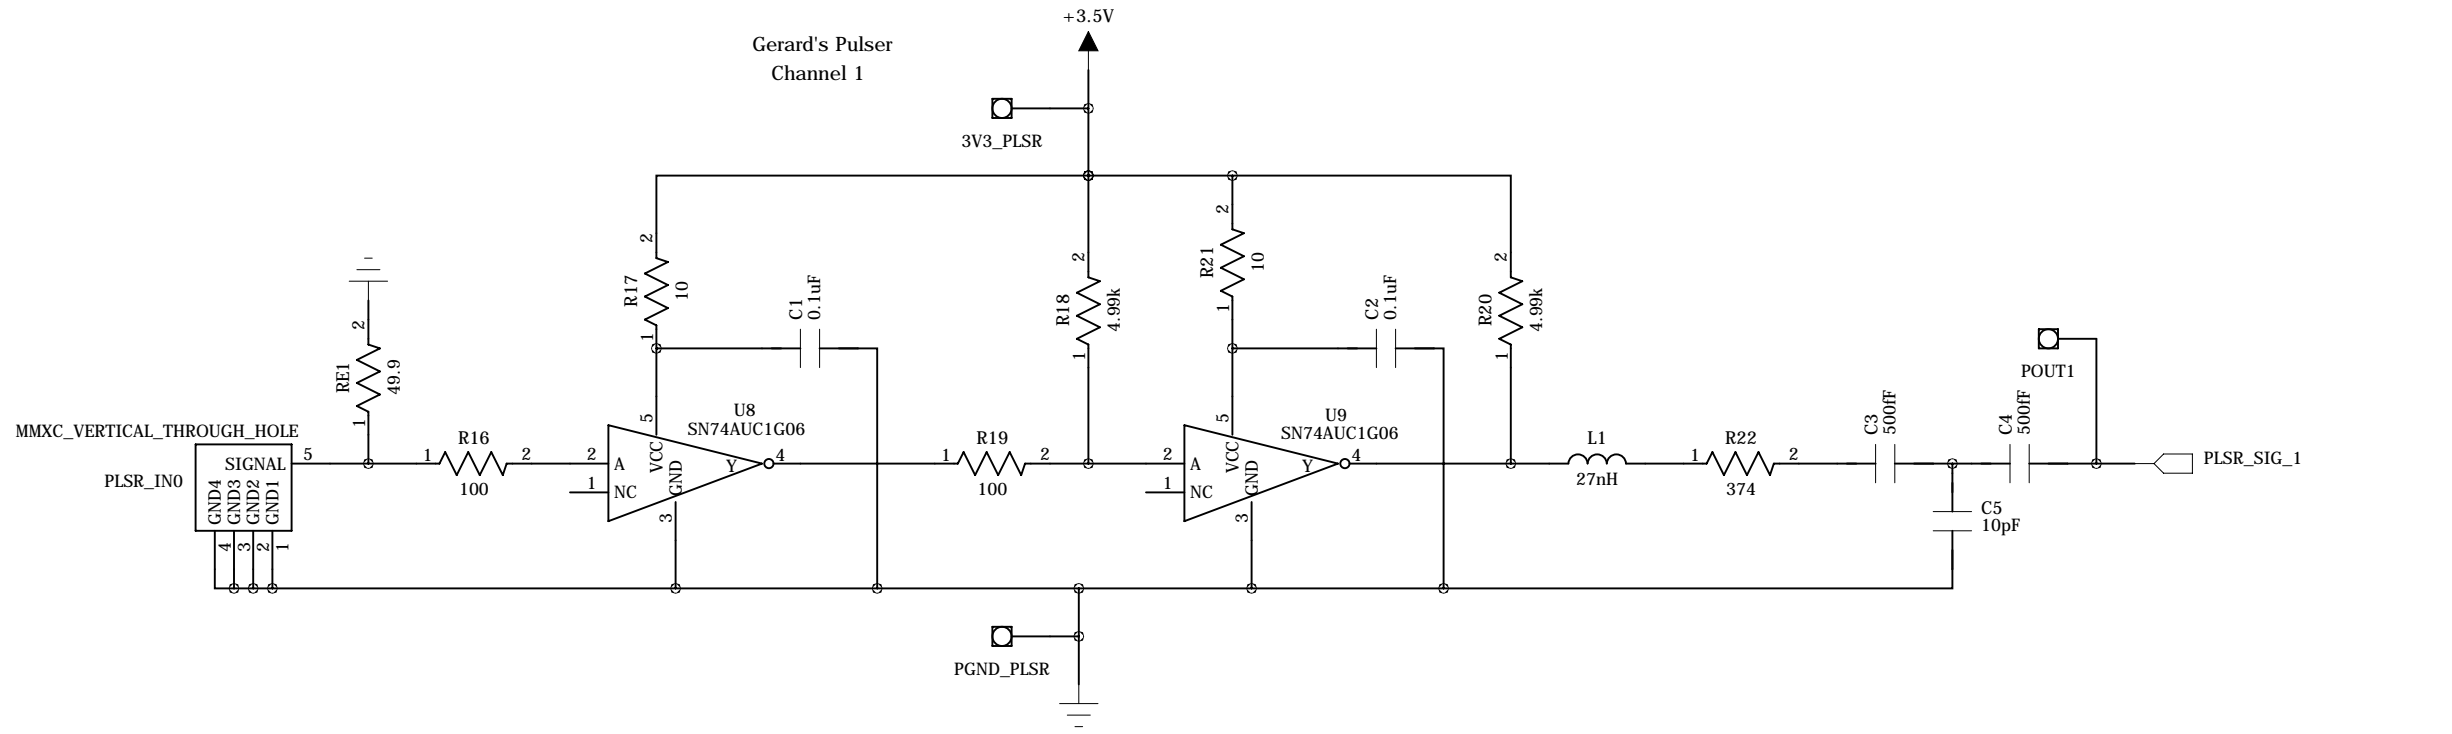 +3.5V
Gerard's Pulser
Channel 1
3V3_PLSR
2
R17
10
1
C1
0.1uF
2
R18
4.99k
1
2
R21
10
1
C2
0.1uF
2
R20
4.99k
1
2
RE1
49.9
1
MMXC_VERTICAL_THROUGH_HOLE
PLSR_IN0
SIGNAL
5
GND4
GND3
GND2
GND1
4
3
2
1
1
R16
2
100
U8
SN74AUC1G06
5
VCC
2
A
Y
4
1
NC
GND
3
1
R19
2
100
U9
SN74AUC1G06
5
VCC
2
A
Y
4
1
NC
GND
3
L1
27nH
1
R22
2
374
C3
500fF
C4
500fF
POUT1
PLSR_SIG_1
C5
10pF
PGND_PLSR